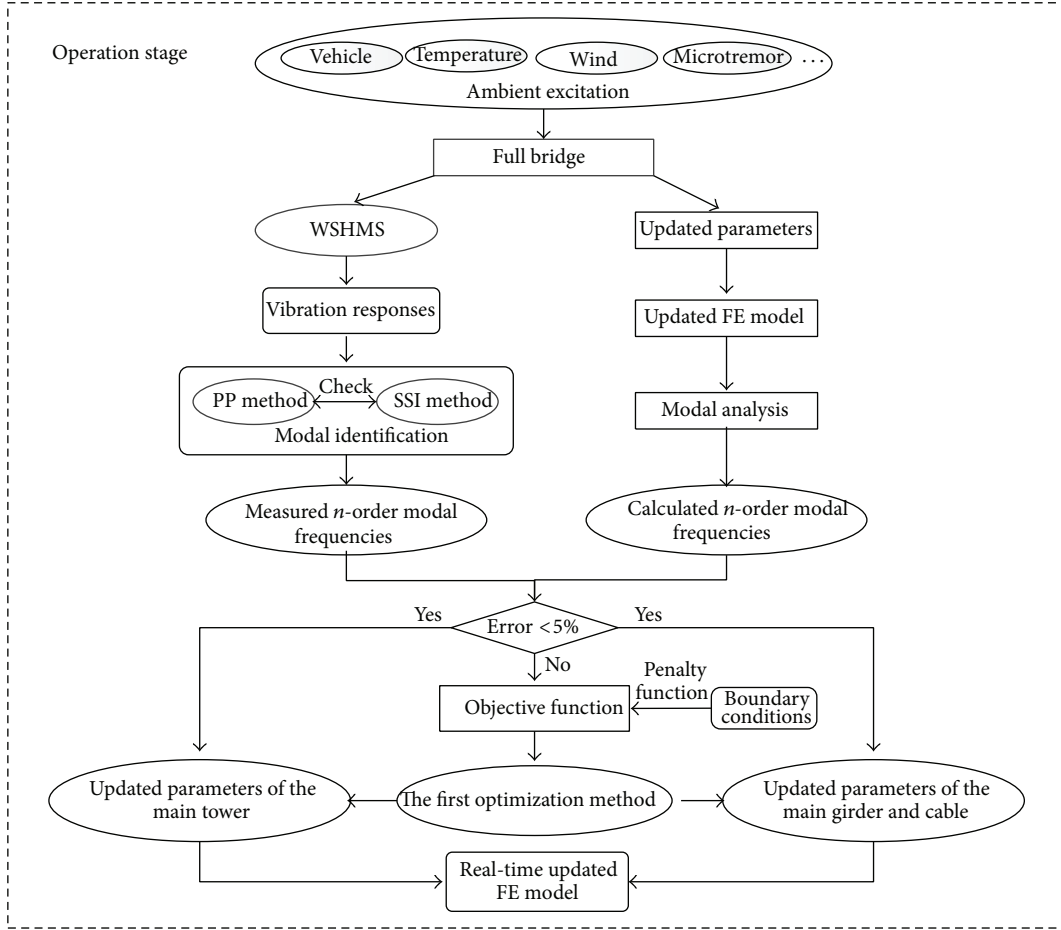 Operation stage
Vehicle
Temperature
Wind
Microtremor
...
Ambient excitation
Full bridge
WSHMS
Updated parameters
Vibration responses
Updated FE model
PP method
Check
SSI method
Modal identification
Modal analysis
Measured n-order modal
frequencies
Calculated n-order modal
frequencies
Yes
Error <5%
Yes
No
Penalty
function
Objective function
Boundary
conditions
Updated parameters of the
main tower
The first optimization method
Updated parameters of the
main girder and cable
Real-time updated
FE model